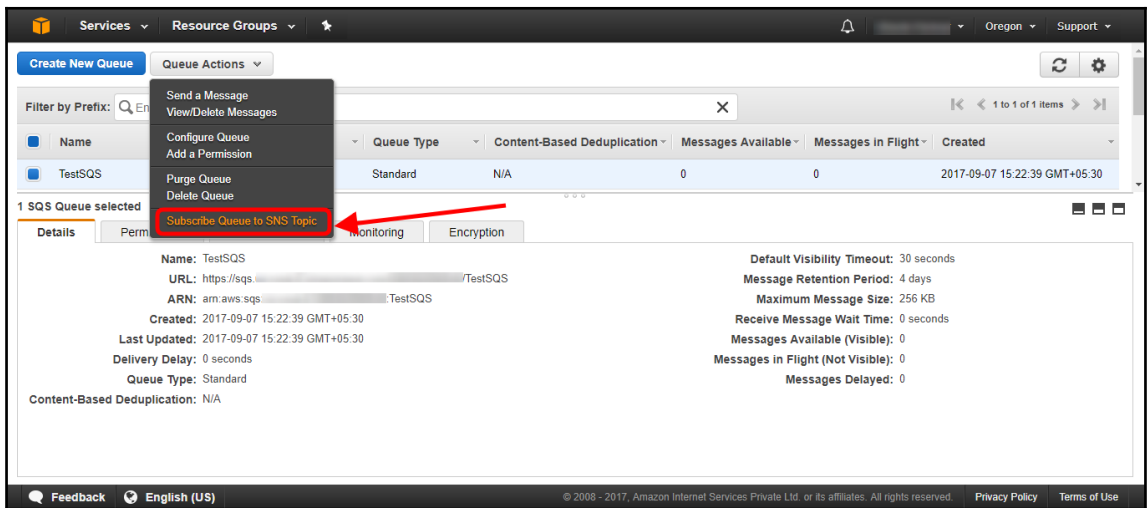 Services Resource Groups Oregon Support
Create New Queue Queue Actions
Send a Message
View/Delete Messages
Configure Queue
Add a Permission
Purge Queue
Delete Queue
Subscribe Queue to SNS Topic
Filter by Prefix: 1 to 1 of 1 items
Name Queue Type Content-Based Deduplication Messages Available Messages in Flight Created
TestSQS Standard N/A 0 0 2017-09-07 15:22:39 GMT+05:30
1 SQS Queue selected
Details Monitoring Encryption
Name: TestSQS
URL: https://sqs. /TestSQS
ARN: arn:aws:sqs :TestSQS
Created: 2017-09-07 15:22:39 GMT+05:30
Last Updated: 2017-09-07 15:22:39 GMT+05:30
Delivery Delay: 0 seconds
Queue Type: Standard
Content-Based Deduplication: N/A
Default Visibility Timeout: 30 seconds
Message Retention Period: 4 days
Maximum Message Size: 256 KB
Receive Message Wait Time: 0 seconds
Messages Available (Visible): 0
Messages in Flight (Not Visible): 0
Messages Delayed: 0
Feedback English (US) © 2008 - 2017, Amazon Internet Services Private Ltd. or its affiliates. All rights reserved. Privacy Policy Terms of Use